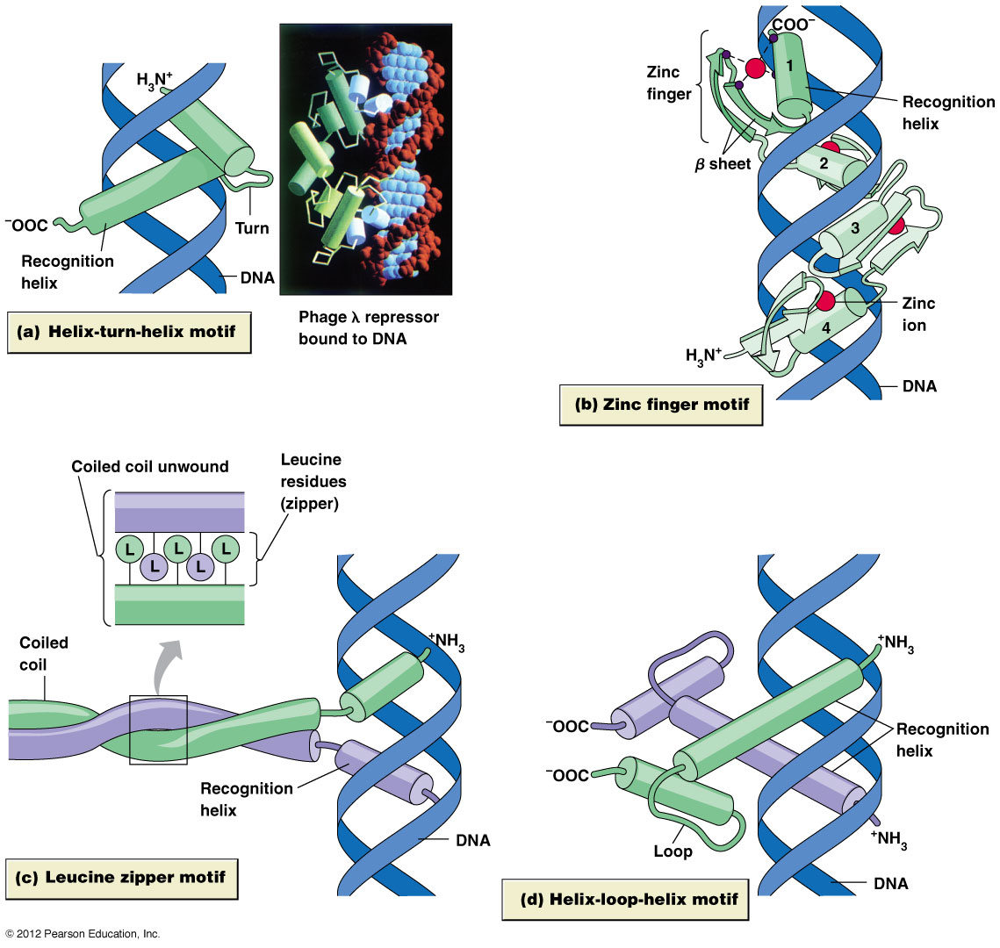 H₃N⁺
⁻OOC
Turn
Recognition
helix
DNA
(a) Helix-turn-helix motif
Phage λ repressor
bound to DNA
COO⁻
Zinc
finger
1
Recognition
helix
β sheet
2
3
Zinc
ion
4
H₃N⁺
DNA
(b) Zinc finger motif
Coiled coil unwound
Leucine
residues
(zipper)
L L L
L L
Coiled
coil
⁺NH₃
Recognition
helix
DNA
(c) Leucine zipper motif
⁺NH₃
⁻OOC
Recognition
helix
⁻OOC
Loop
⁺NH₃
DNA
(d) Helix-loop-helix motif
© 2012 Pearson Education, Inc.